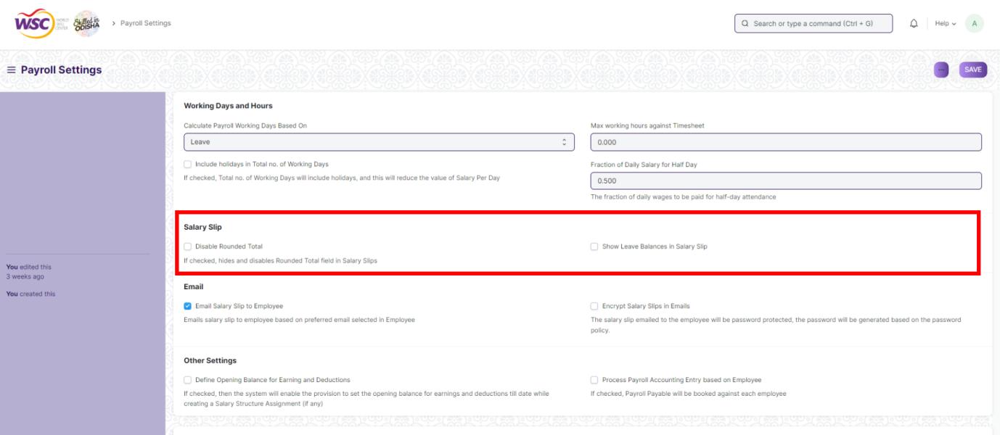 WSC WORLD SKILL CENTER
Skilled in ODISHA
> Payroll Settings
Search or type a command (Ctrl + G)
Help
A
Payroll Settings
...
SAVE
Working Days and Hours
Calculate Payroll Working Days Based On
Leave
Include holidays in Total no. of Working Days
If checked, Total no. of Working Days will include holidays, and this will reduce the value of Salary Per Day
Max working hours against Timesheet
0.000
Fraction of Daily Salary for Half Day
0.500
The fraction of daily wages to be paid for half-day attendance
Salary Slip
Disable Rounded Total
If checked, hides and disables Rounded Total field in Salary Slips
Show Leave Balances in Salary Slip
You edited this
3 weeks ago
You created this
Email
Email Salary Slip to Employee
Emails salary slip to employee based on preferred email selected in Employee
Encrypt Salary Slips in Emails
The salary slip emailed to the employee will be password protected, the password will be generated based on the password
policy.
Other Settings
Define Opening Balance for Earning and Deductions
If checked, then the system will enable the provision to set the opening balance for earnings and deductions till date while
creating a Salary Structure Assignment (if any)
Process Payroll Accounting Entry based on Employee
If checked, Payroll Payable will be booked against each employee